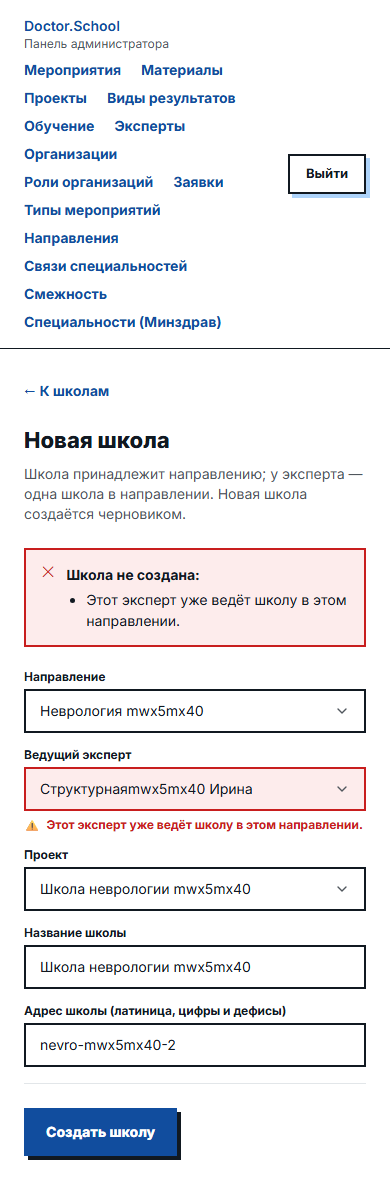 Doctor.School
Панель администратора
Мероприятия Материалы
Проекты Виды результатов
Обучение Эксперты
Организации
Роли организаций Заявки
Типы мероприятий
Направления
Связи специальностей
Смежность
Специальности (Минздрав)
Выйти
← К школам
Новая школа
Школа принадлежит направлению; у эксперта —
одна школа в направлении. Новая школа
создаётся черновиком.
Школа не создана:
• Этот эксперт уже ведёт школу в этом
направлении.
Направление
Неврология mwx5mx40
Ведущий эксперт
Структурнаяmwx5mx40 Ирина
Этот эксперт уже ведёт школу в этом направлении.
Проект
Школа неврологии mwx5mx40
Название школы
Школа неврологии mwx5mx40
Адрес школы (латиница, цифры и дефисы)
nevro-mwx5mx40-2
Создать школу